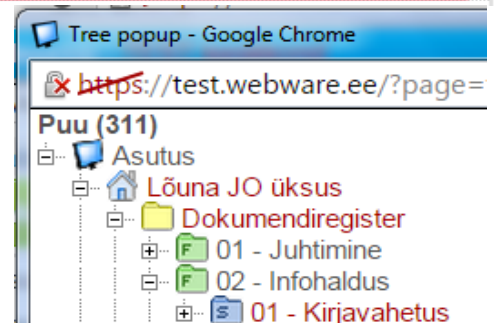 Tree popup - Google Chrome
https://test.webware.ee/?page=
Puu (311)
Asutus
Lõuna JO üksus
Dokumendiregister
F 01 - Juhtimine
F 02 - Infohaldus
S 01 - Kirjavahetus